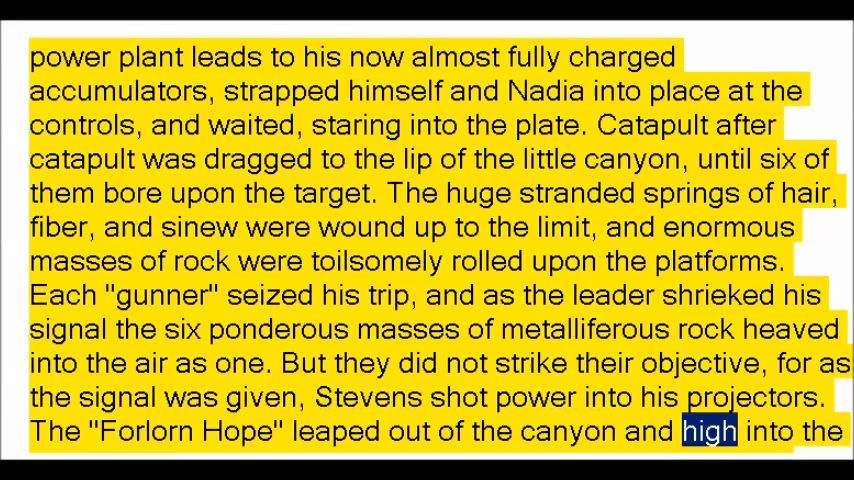 power plant leads to his now almost fully charged
accumulators, strapped himself and Nadia into place at the
controls, and waited, staring into the plate. Catapult after
catapult was dragged to the lip of the little canyon, until six of
them bore upon the target. The huge stranded springs of hair,
fiber, and sinew were wound up to the limit, and enormous
masses of rock were toilsomely rolled upon the platforms.
Each "gunner" seized his trip, and as the leader shrieked his
signal the six ponderous masses of metalliferous rock heaved
into the air as one. But they did not strike their objective, for as
the signal was given, Stevens shot power into his projectors.
The "Forlorn Hope" leaped out of the canyon and high into the